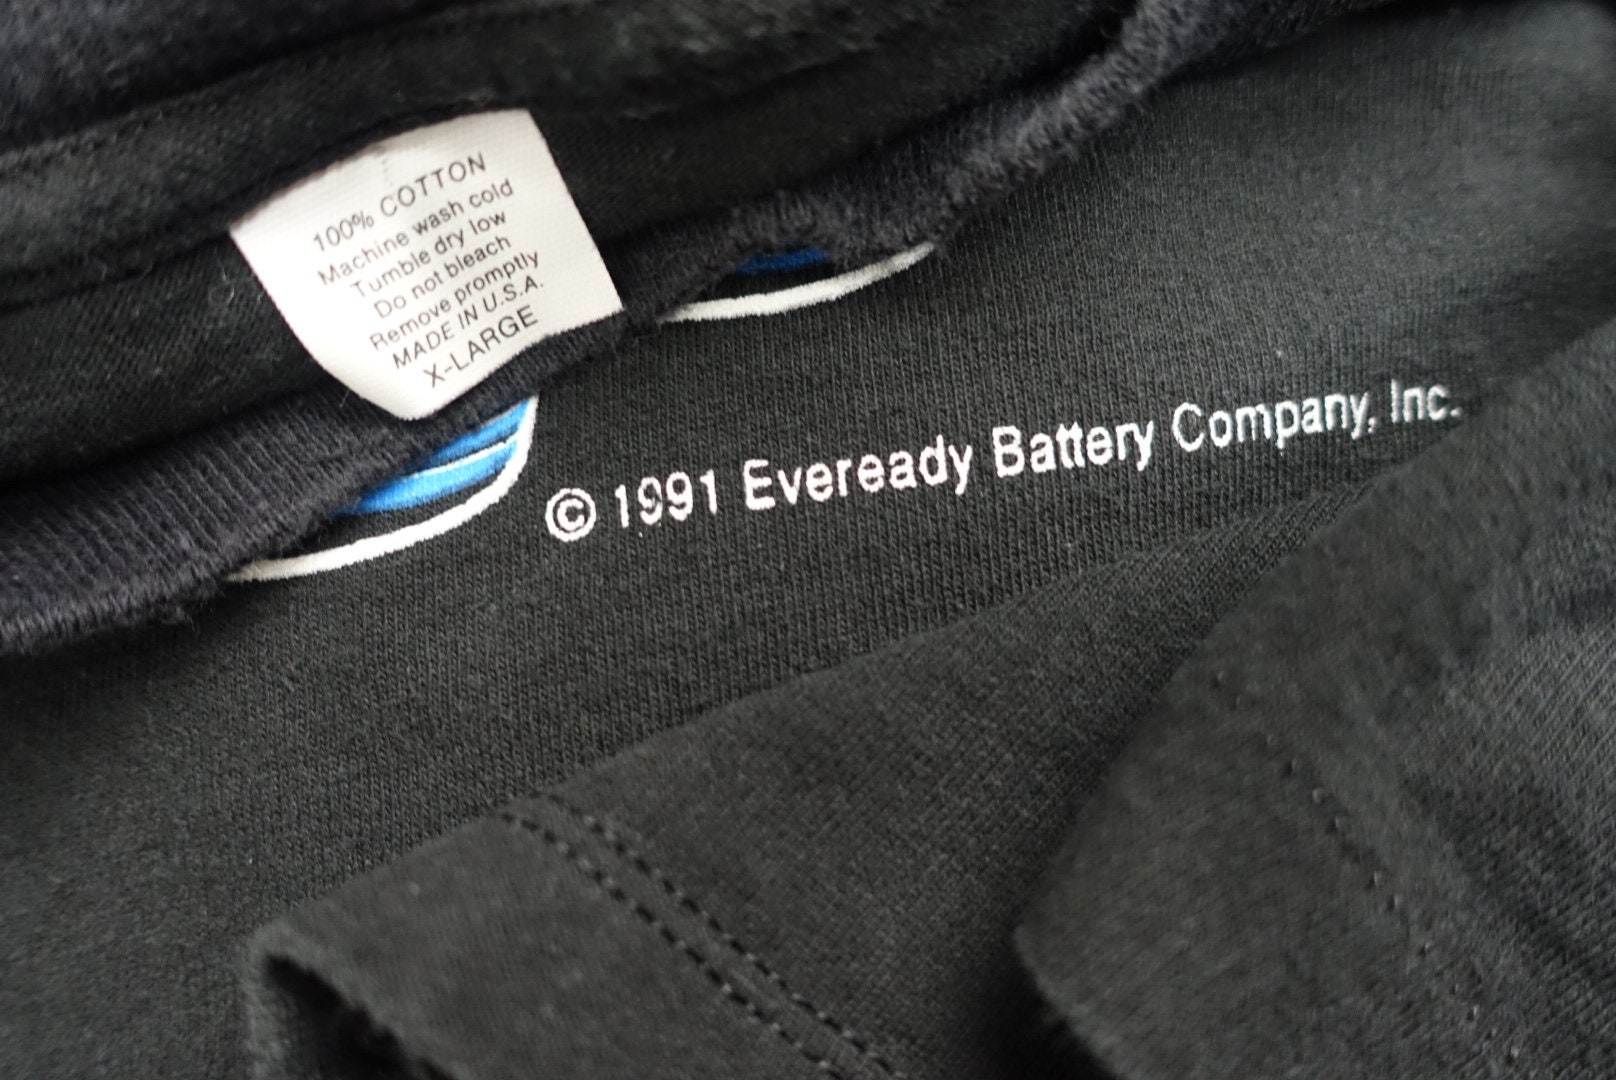 100% COTTON
Machine wash cold
Tumble dry low
Do not bleach
Remove promptly
MADE IN U.S.A.
X-LARGE
© 1991 Eveready Battery Company, Inc.